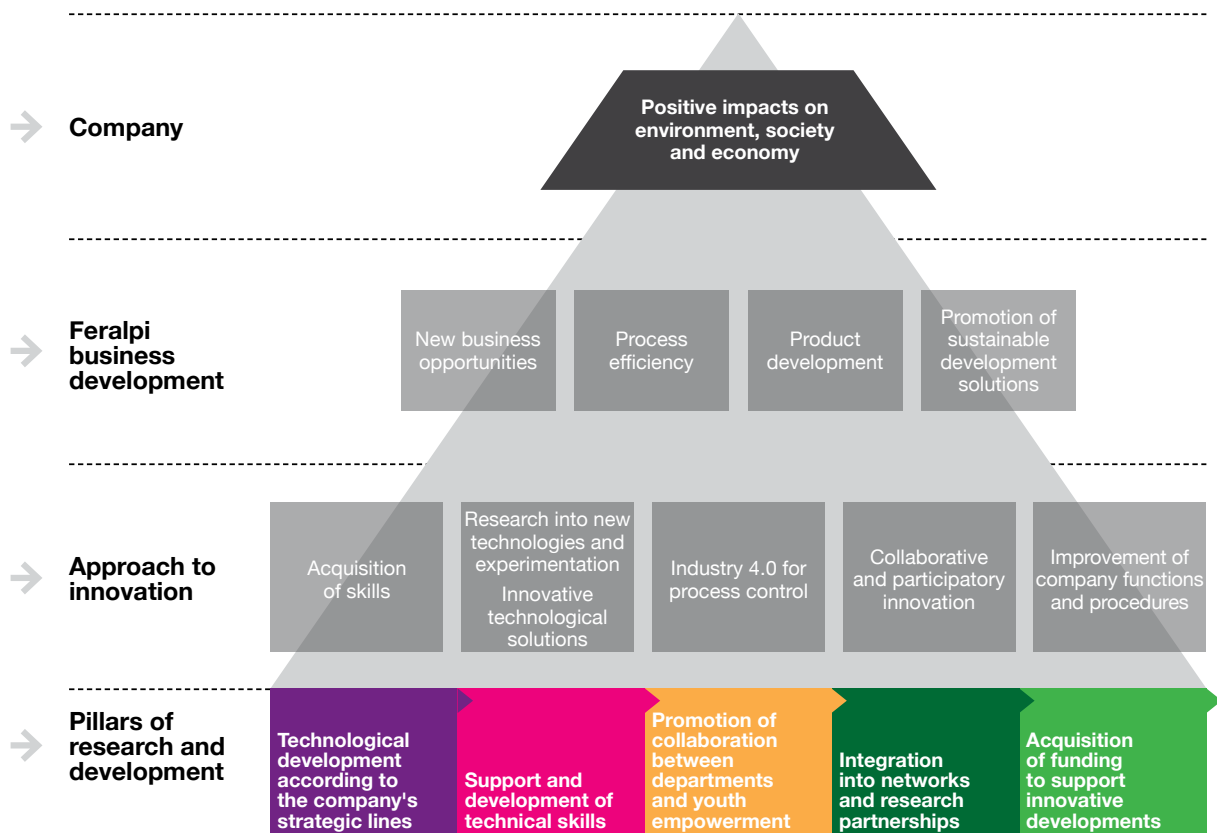 Company
Positive impacts on
environment, society
and economy
Feralpi
business
development
New business
opportunities
Process
efficiency
Product
development
Promotion of
sustainable
development
solutions
Approach to
innovation
Acquisition
of skills
Research into new
technologies and
experimentation
Innovative
technological
solutions
Industry 4.0 for
process control
Collaborative
and participatory
innovation
Improvement of
company functions
and procedures
Pillars of
research and
development
Technological
development
according to
the company's
strategic lines
Support and
development of
technical skills
Promotion of
collaboration
between
departments
and youth
empowerment
Integration
into networks
and research
partnerships
Acquisition
of funding
to support
innovative
developments